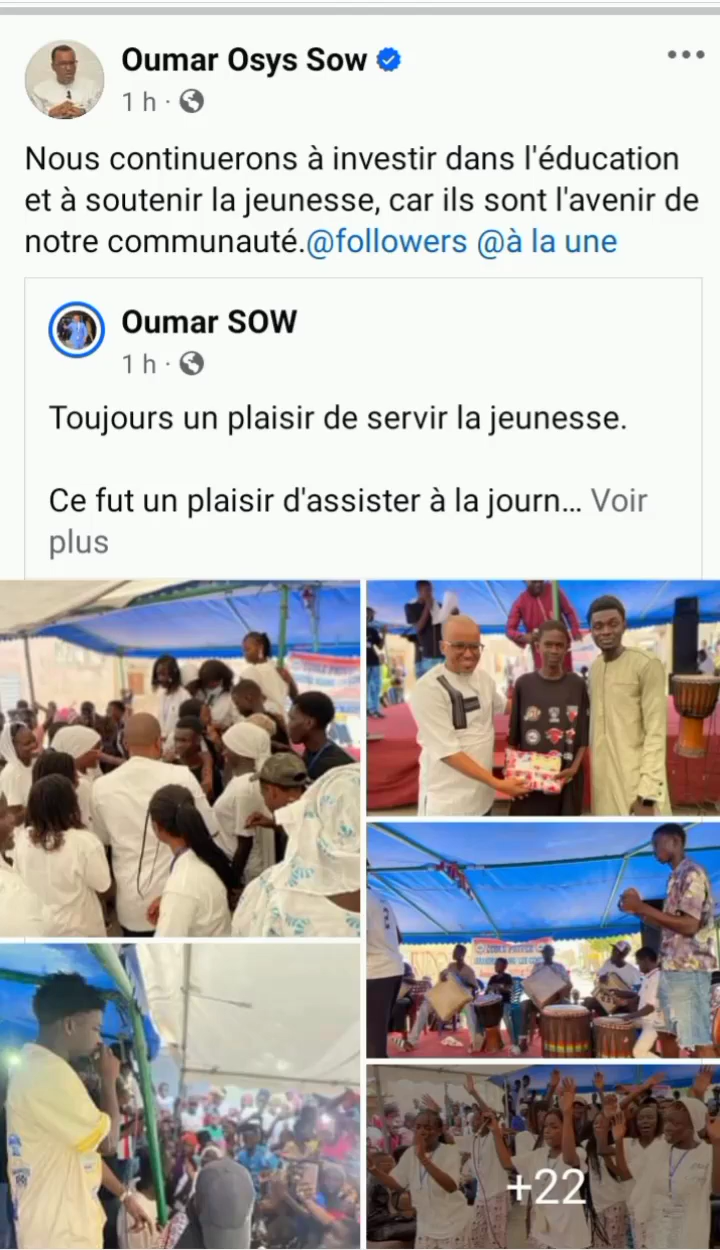 Oumar Osys Sow
1 h ·
Nous continuerons à investir dans l'éducation
et à soutenir la jeunesse, car ils sont l'avenir de
notre communauté.@followers @à la une
Oumar SOW
1 h ·
Toujours un plaisir de servir la jeunesse.
Ce fut un plaisir d'assister à la journ... Voir
plus
+22